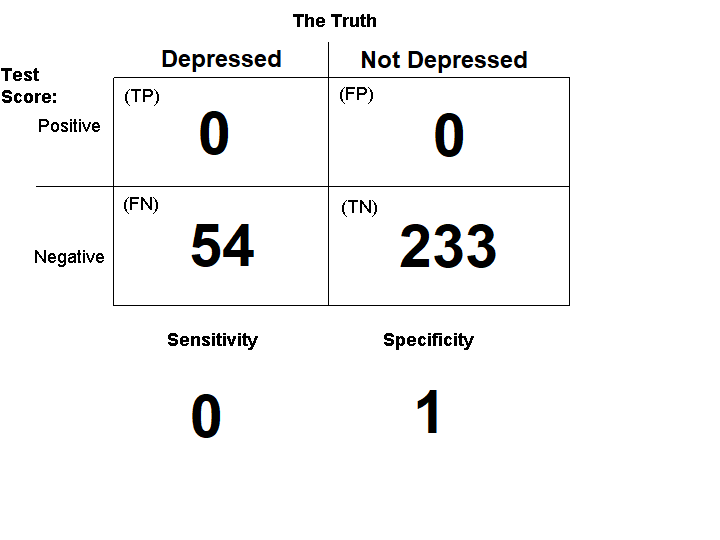 The Truth
Depressed
Not Depressed
Test
Score:
(TP)
(FP)
Positive
0
0
(FN)
(TN)
Negative
54
233
Sensitivity
Specificity
0
1